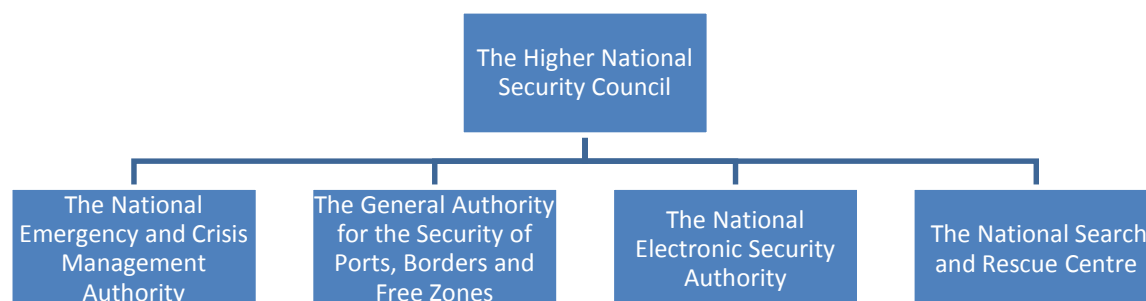 The Higher National
Security Council
The National
Emergency and Crisis
Management
Authority
The General Authority
for the Security of
Ports, Borders and
Free Zones
The National
Electronic Security
Authority
The National Search
and Rescue Centre